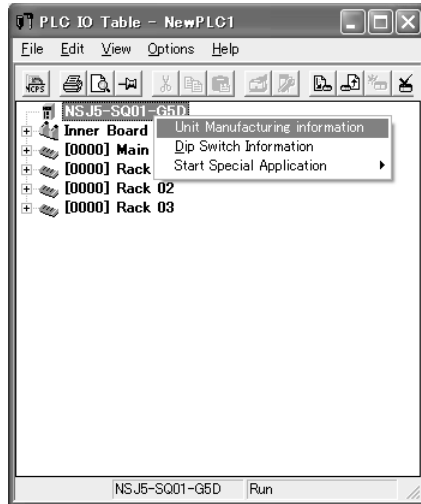 PLC IO Table - NewPLC1
File Edit View Options Help
NCPS
NSJ5-SQ01-G5D
Inner Board
Unit Manufacturing information
[0000] Main
Dip Switch Information
[0000] Rack
Start Special Application
[0000] Rack 02
[0000] Rack 03
NSJ5-SQ01-G5D Run